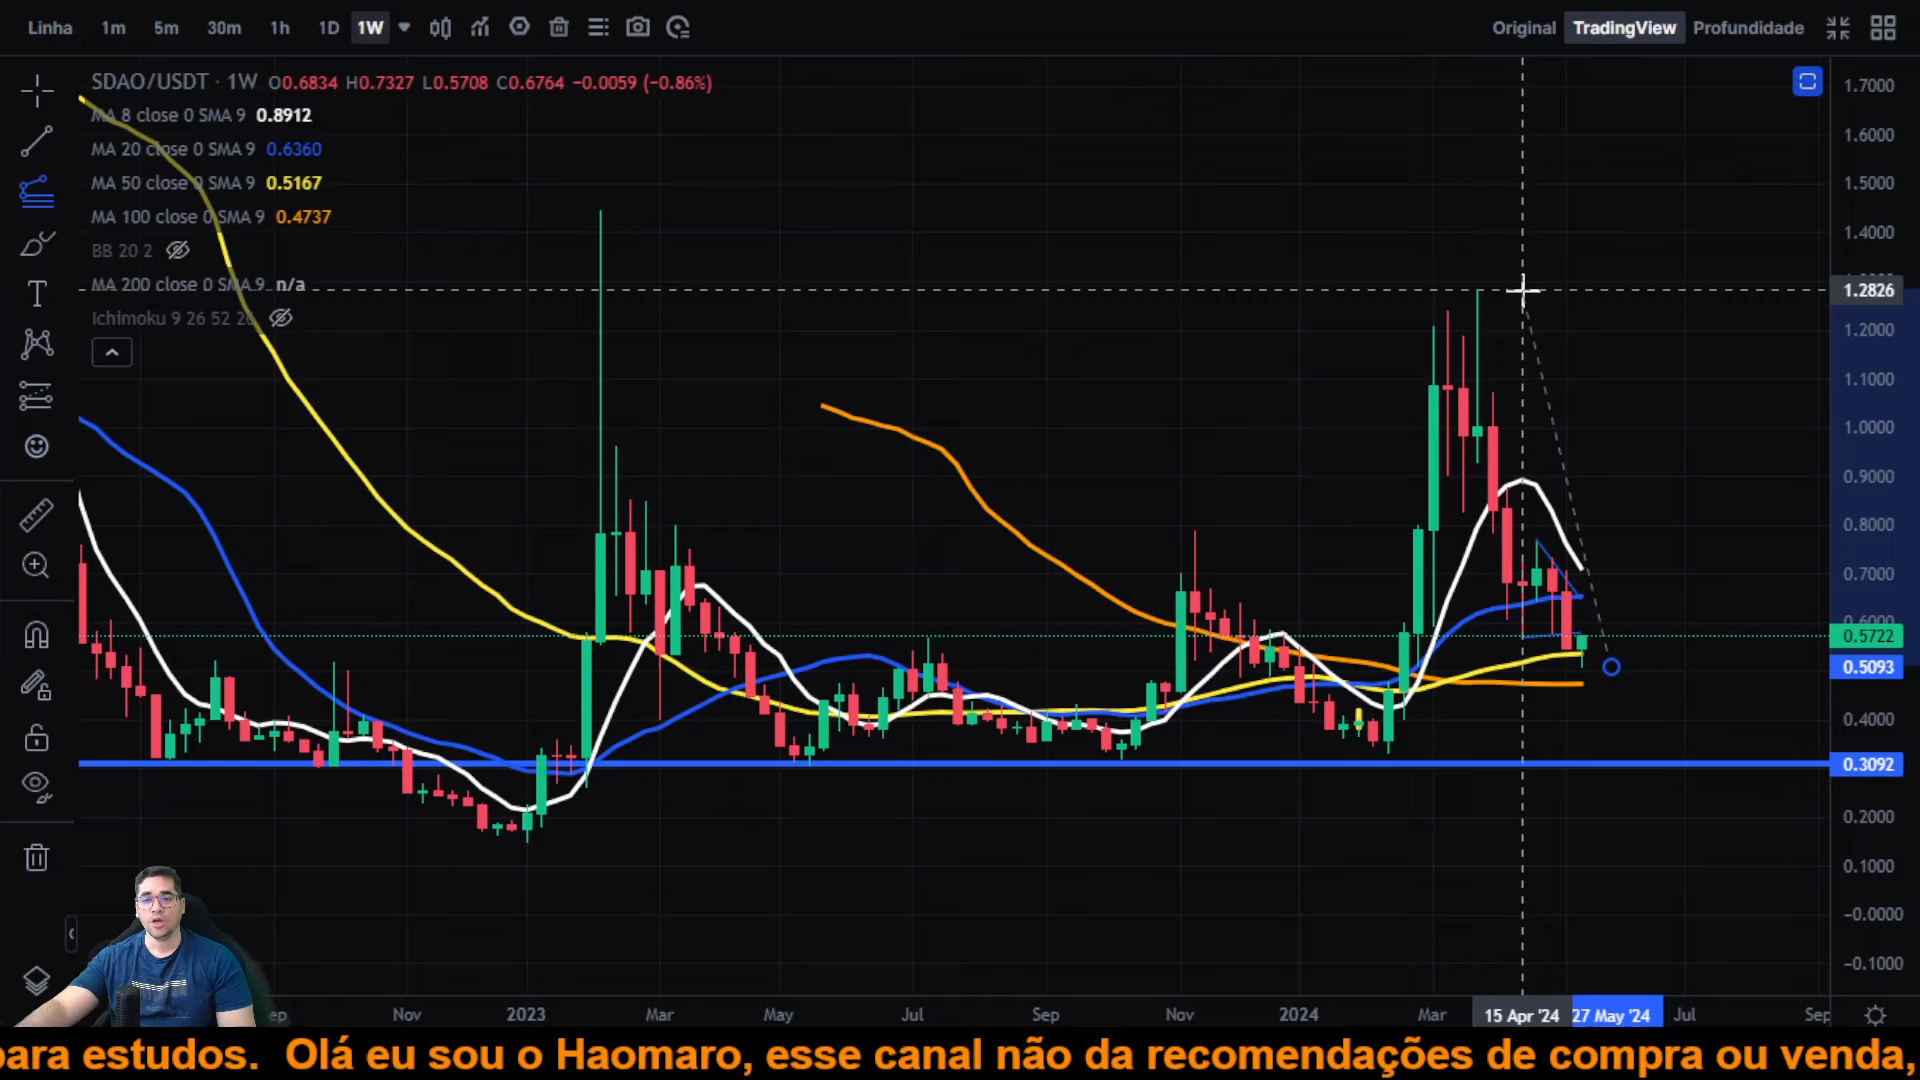 Linha 1m 5m 30m 1h 1D 1W Original TradingView Profundidade
SDAO/USDT · 1W O0.6834 H0.7327 L0.5708 C0.6764 −0.0059 (−0.86%)
MA 8 close 0 SMA 9 0.8912
MA 20 close 0 SMA 9 0.6360
MA 50 close 0 SMA 9 0.5167
MA 100 close 0 SMA 9 0.4737
BB 20 2
MA 200 close 0 SMA 9 n/a
Ichimoku 9 26 52 26
1.7000
1.6000
1.5000
1.4000
1.2826
1.2000
1.1000
1.0000
0.9000
0.8000
0.7000
0.6000
0.5722
0.5093
0.4000
0.3092
0.2000
0.1000
−0.0000
−0.1000
Nov 2023 Mar May Jul Sep Nov 2024 Mar 15 Apr '24 27 May '24 Jul Sep
para estudos. Olá eu sou o Haomaro, esse canal não da recomendações de compra ou venda,